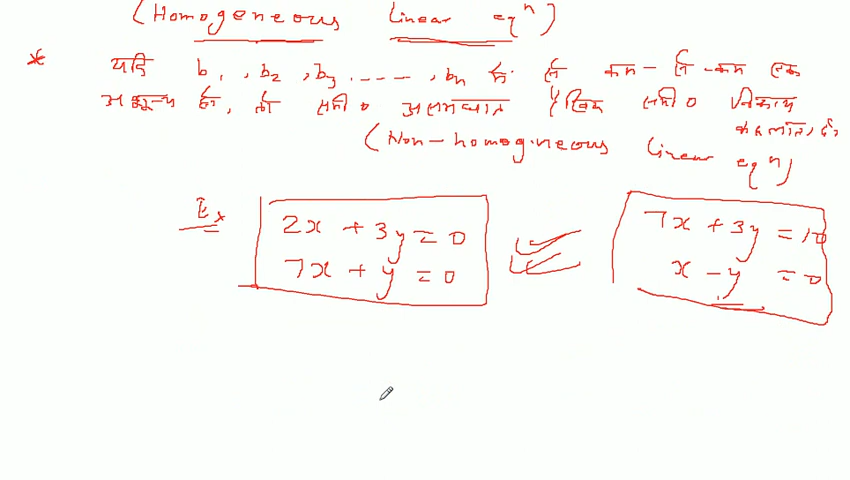 (Homogeneous linear eqⁿ)
* यदि b₁, b₂, b₃ ....., bₙ में से कम-से-कम एक
अशून्य हो, तो समी० असमघात रैखिक समी० निकाय
कहलाता है,
(Non-homogineous linear eqⁿ)
Ex
2x + 3y = 0
7x + y = 0
7x + 3y = 10
x - y = 0